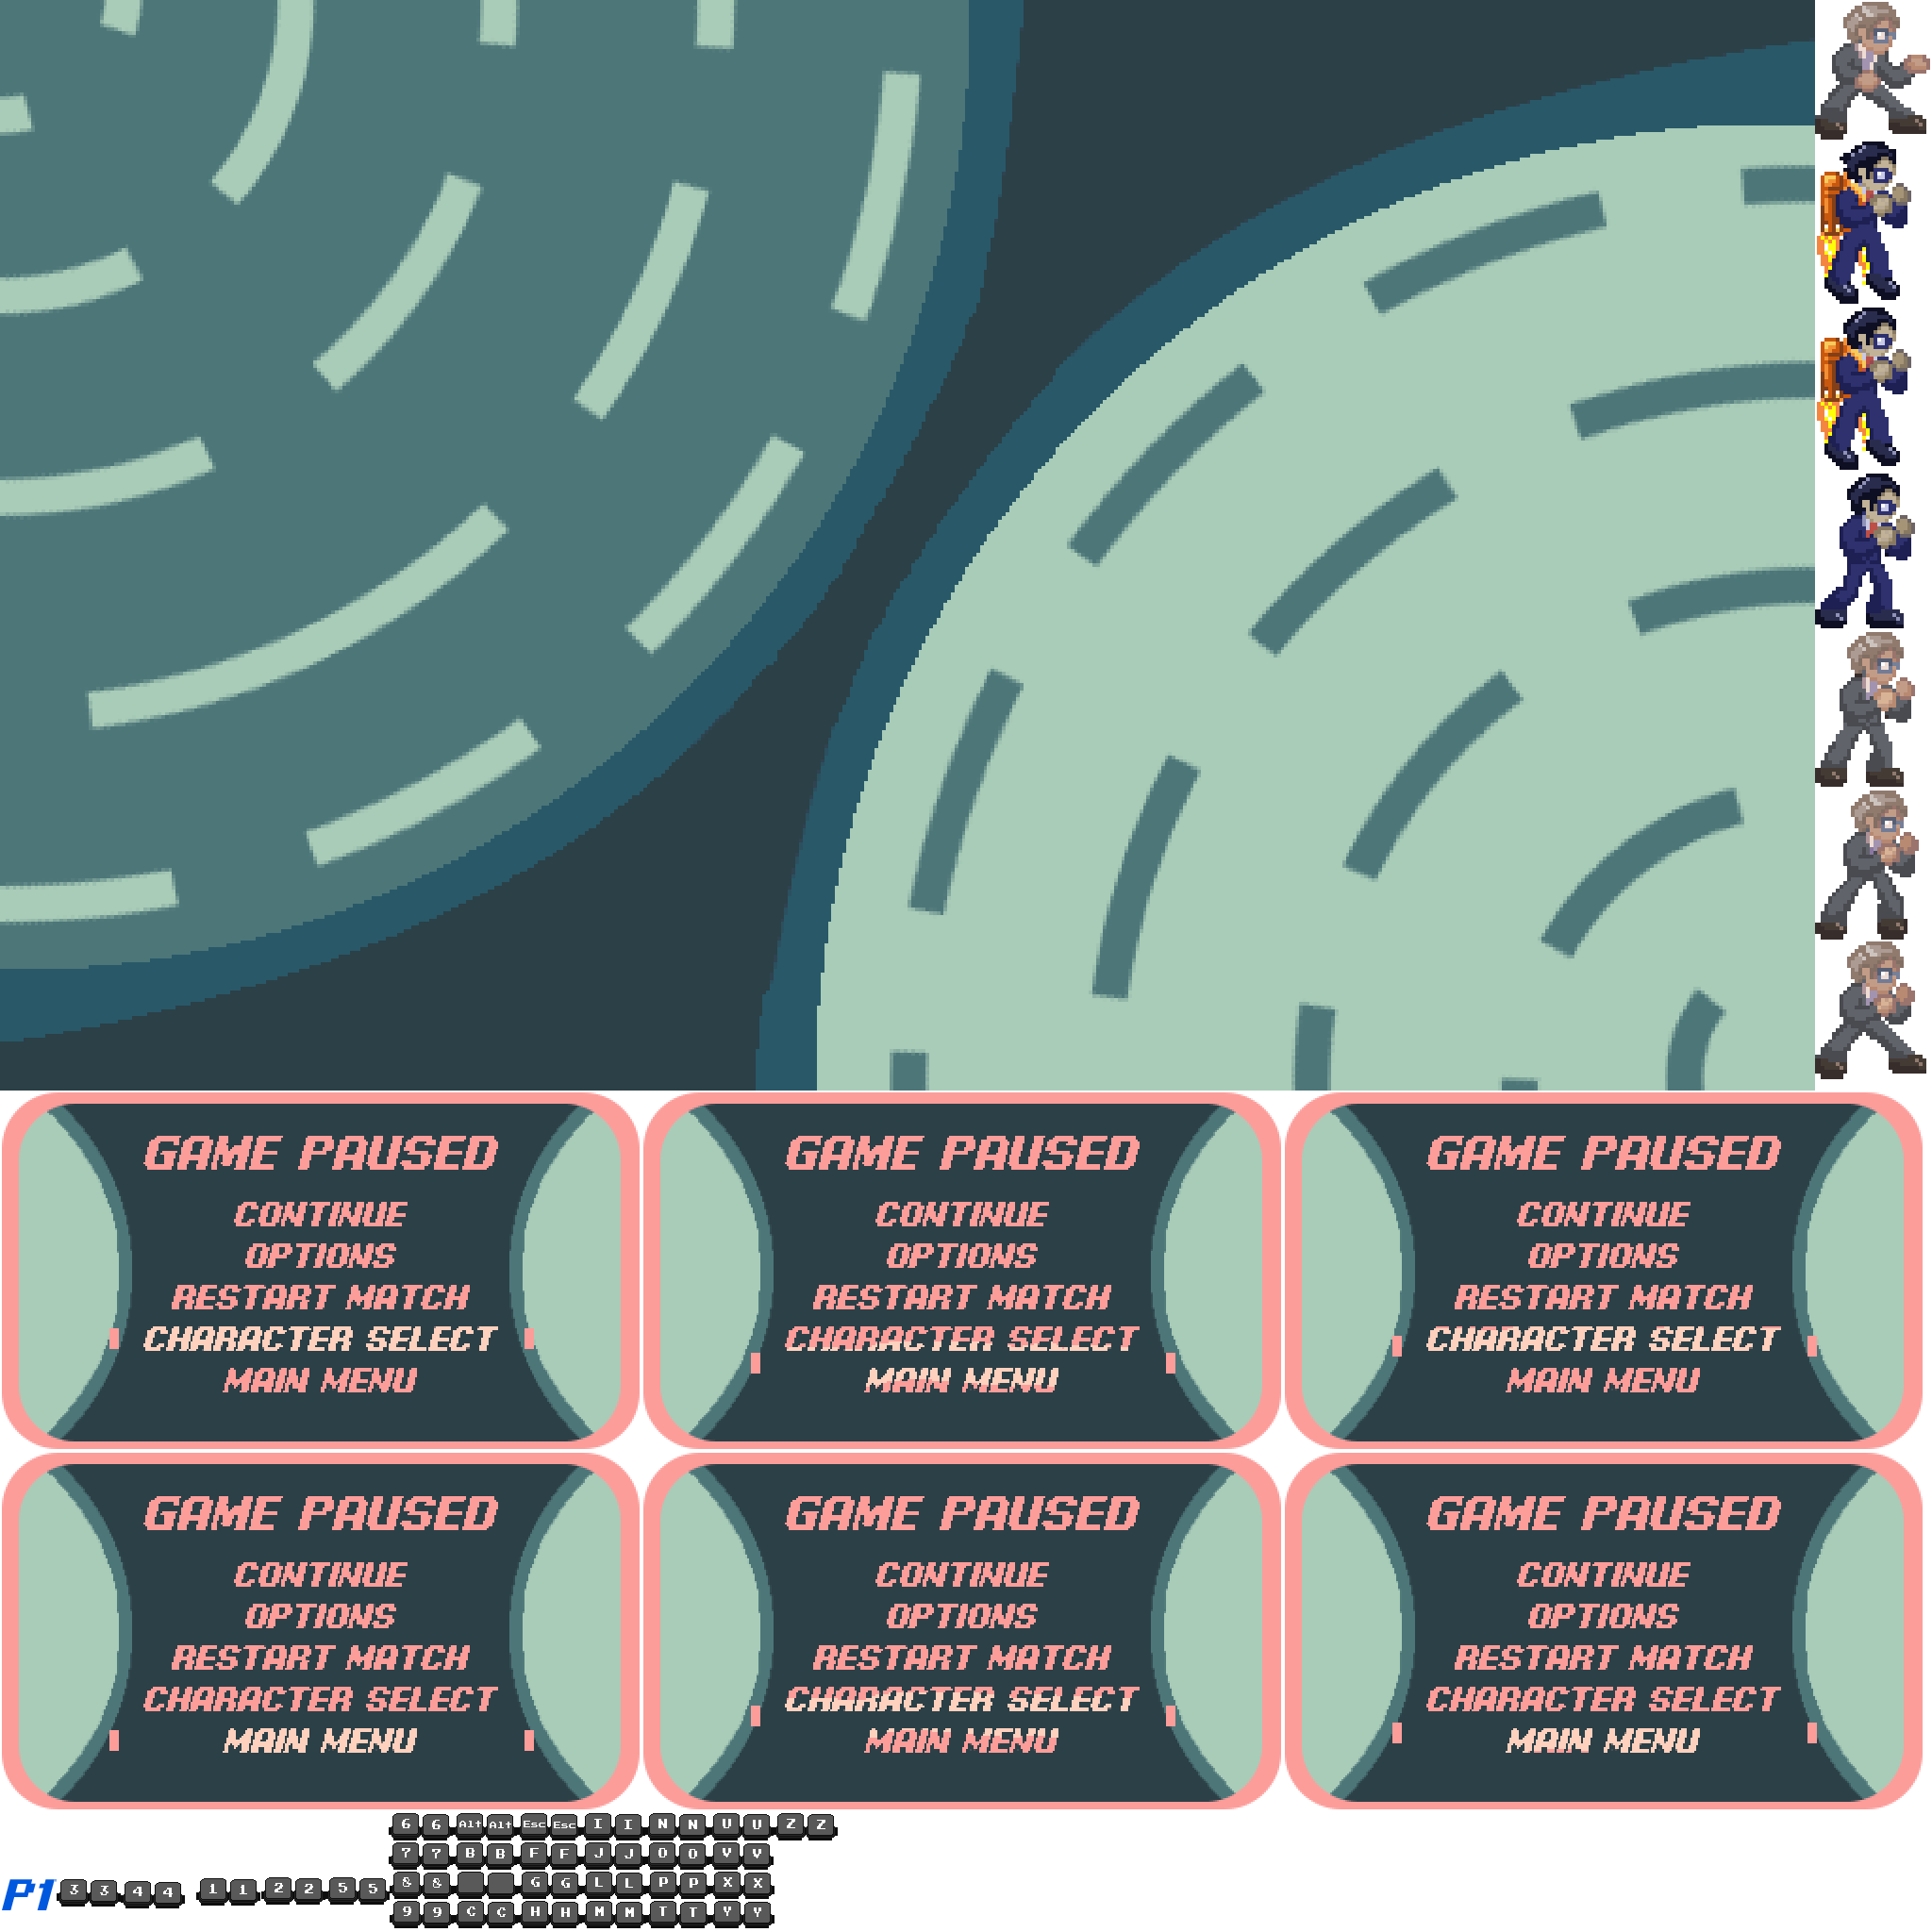 GAME PAUSED
CONTINUE
OPTIONS
RESTART MATCH
CHARACTER SELECT
MAIN MENU
GAME PAUSED
CONTINUE
OPTIONS
RESTART MATCH
CHARACTER SELECT
MAIN MENU
GAME PAUSED
CONTINUE
OPTIONS
RESTART MATCH
CHARACTER SELECT
MAIN MENU
GAME PAUSED
CONTINUE
OPTIONS
RESTART MATCH
CHARACTER SELECT
MAIN MENU
GAME PAUSED
CONTINUE
OPTIONS
RESTART MATCH
CHARACTER SELECT
MAIN MENU
GAME PAUSED
CONTINUE
OPTIONS
RESTART MATCH
CHARACTER SELECT
MAIN MENU
6 6 Alt Alt Esc Esc I I N N U U Z Z
7 7 B B F F J J O O V V
P1 3 3 4 4 1 1 2 2 5 5 & & G G L L P P X X
9 9 C C H H M M T T Y Y